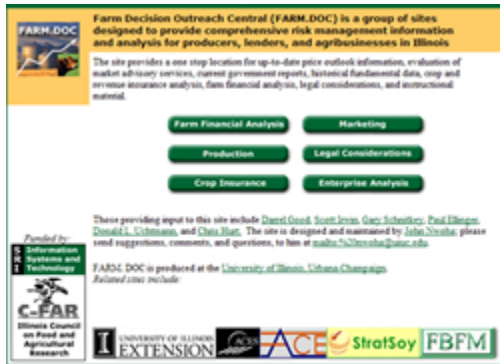 FARM.DOC
Farm Decision Outreach Central (FARM.DOC) is a group of sites
designed to provide comprehensive risk management information
and analysis for producers, lenders, and agribusinesses in Illinois
The site provides a one stop location for up-to-date price outlook information, evaluation of
market advisory services, current government reports, historical fundamental data, crop and
revenue insurance analysis, farm financial analysis, legal considerations, and instructional
material.
Farm Financial Analysis
Marketing
Production
Legal Considerations
Crop Insurance
Enterprise Analysis
Those providing input to this site include Darrel Good, Scott Irwin, Gary Schnitkey, Paul Ellinger,
Donald L. Uchtmann, and Chris Hurt. The site is designed and maintained by John Nwoha; please
send suggestions, comments, and questions, to him at
FARM.DOC is produced at the University of Illinois, Urbana-Champaign.
Related sites include:
Funded by:
Information
Systems and
Technology
C-FAR
Illinois Council
on Food and
Agricultural
Research
I
UNIVERSITY OF ILLINOIS
EXTENSION
ACES
ACE
StratSoy
FBFM